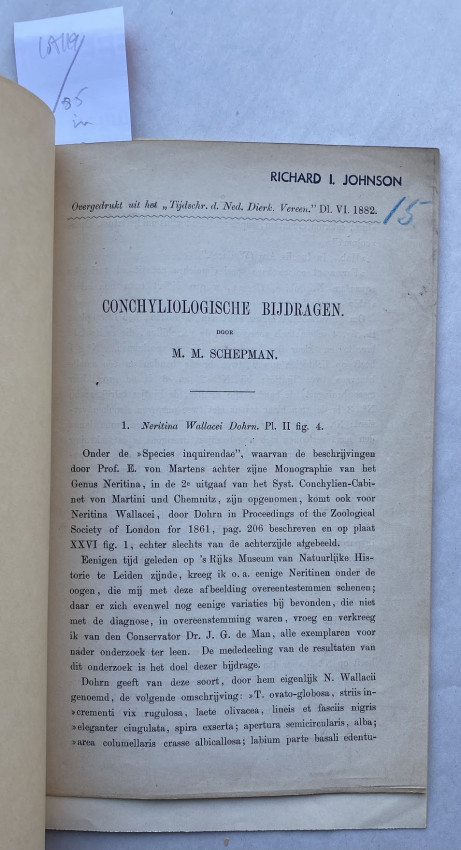 RICHARD I. JOHNSON
Overgedrukt uit het „Tijdschr. d. Ned. Dierk. Vereen." Dl. VI. 1882.
15
CONCHYLIOLOGISCHE BIJDRAGEN.
DOOR
M. M. SCHEPMAN.
1. Neritina Wallacei Dohrn. Pl. II fig. 4.
Onder de »Species inquirendae", waarvan de beschrijvingen
door Prof. E. von Martens achter zijne Monographie van het
Genus Neritina, in de 2e uitgaaf van het Syst. Conchylien-Cabi-
net von Martini und Chemnitz, zijn opgenomen, komt ook voor
Neritina Wallacei, door Dohrn in Proceedings of the Zoological
Society of London for 1861, pag. 206 beschreven en op plaat
XXVI fig. 1, echter slechts van de achterzijde afgebeeld.
Eenigen tijd geleden op 's Rijks Museum van Natuurlijke His-
torie te Leiden zijnde, kreeg ik o. a. eenige Neritinen onder de
oogen, die mij met deze afbeelding overeentestemmen schenen;
daar er zich evenwel nog eenige variaties bij bevonden, die niet
met de diagnose, in overeenstemming waren, vroeg en verkreeg
ik van den Conservator Dr. J. G. de Man, alle exemplaren voor
nader onderzoek ter leen. De mededeeling van de resultaten van
dit onderzoek is het doel dezer bijdrage.
Dohrn geeft van deze soort, door hem eigenlijk N. Wallacii
genoemd, de volgende omschrijving: »T. ovato-globosa, striis in-
»crementi vix rugulosa, laete olivacea, lineis et fasciis nigris
»eleganter cingulata, spira exserta; apertura semicircularis, alba;
»area columellaris crasse albicallosa; labium parte basali edentu-